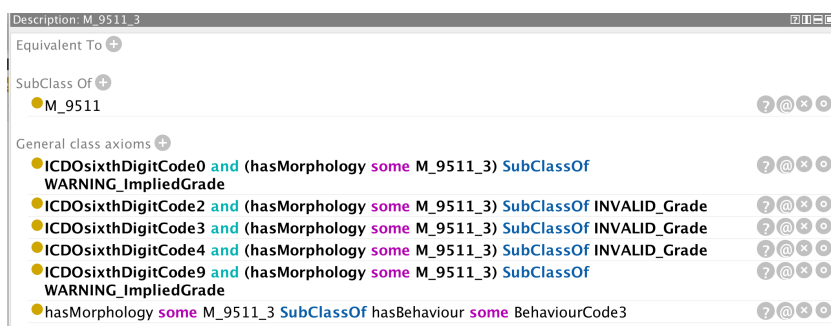 Description: M_9511_3
Equivalent To
SubClass Of
M_9511
General class axioms
ICDOsixthDigitCode0 and (hasMorphology some M_9511_3) SubClassOf
WARNING_ImpliedGrade
ICDOsixthDigitCode2 and (hasMorphology some M_9511_3) SubClassOf INVALID_Grade
ICDOsixthDigitCode3 and (hasMorphology some M_9511_3) SubClassOf INVALID_Grade
ICDOsixthDigitCode4 and (hasMorphology some M_9511_3) SubClassOf INVALID_Grade
ICDOsixthDigitCode9 and (hasMorphology some M_9511_3) SubClassOf
WARNING_ImpliedGrade
hasMorphology some M_9511_3 SubClassOf hasBehaviour some BehaviourCode3